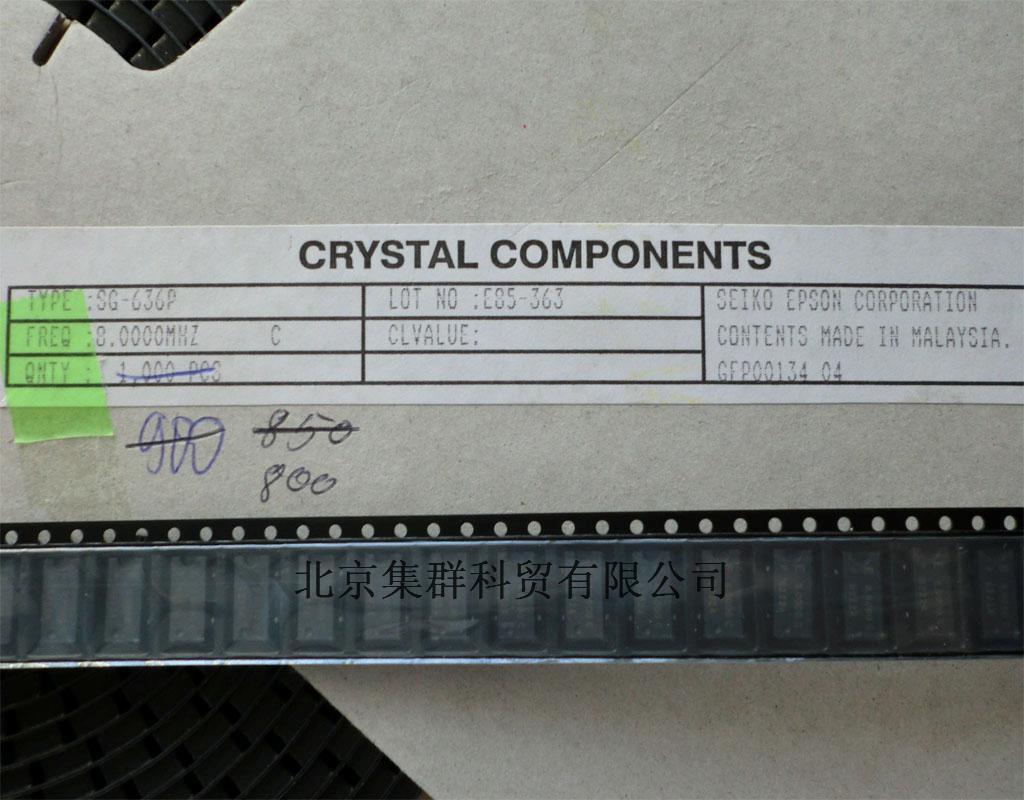 CRYSTAL COMPONENTS
TYPE :SG-636P LOT NO :E85-363 SEIKO EPSON CORPORATION
FREQ :8.0000MHZ C CLVALUE: CONTENTS MADE IN MALAYSIA.
QNTY : 1,000 PCS GFP00134 04
900 850
800
北京集群科贸有限公司